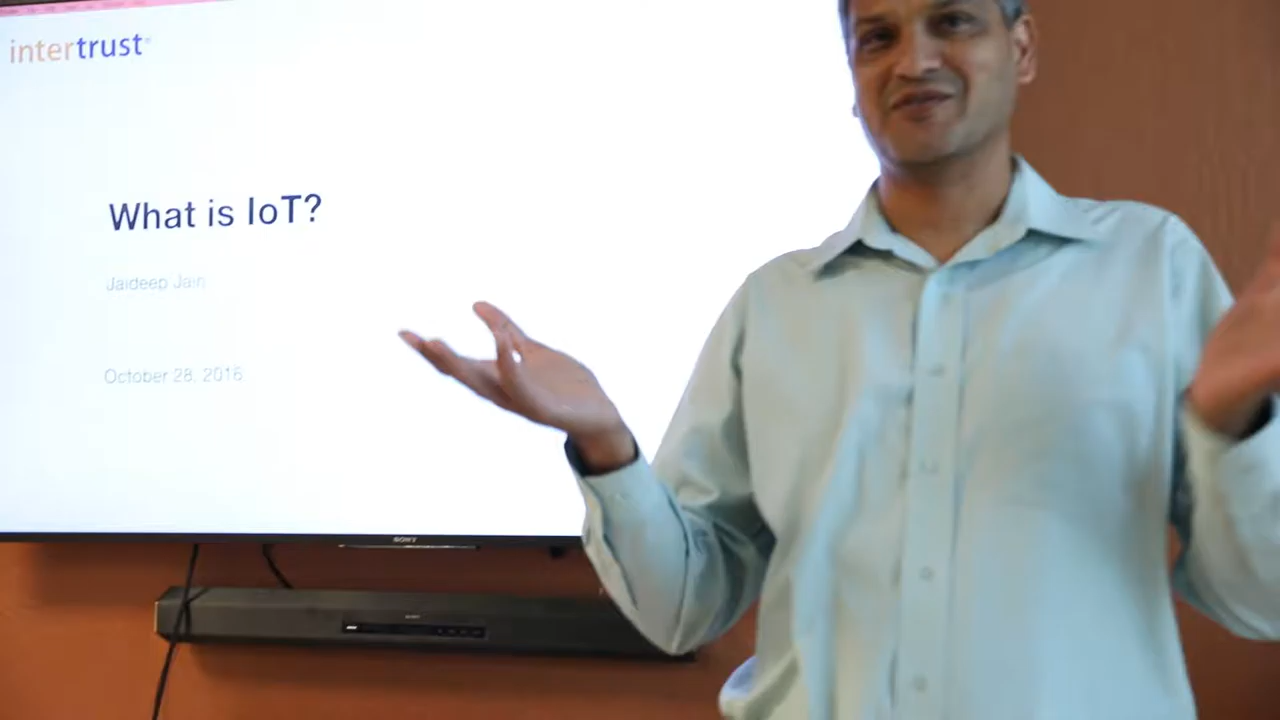 intertrust
What is IoT?
Jaideep Jain
October 28, 2016
SONY